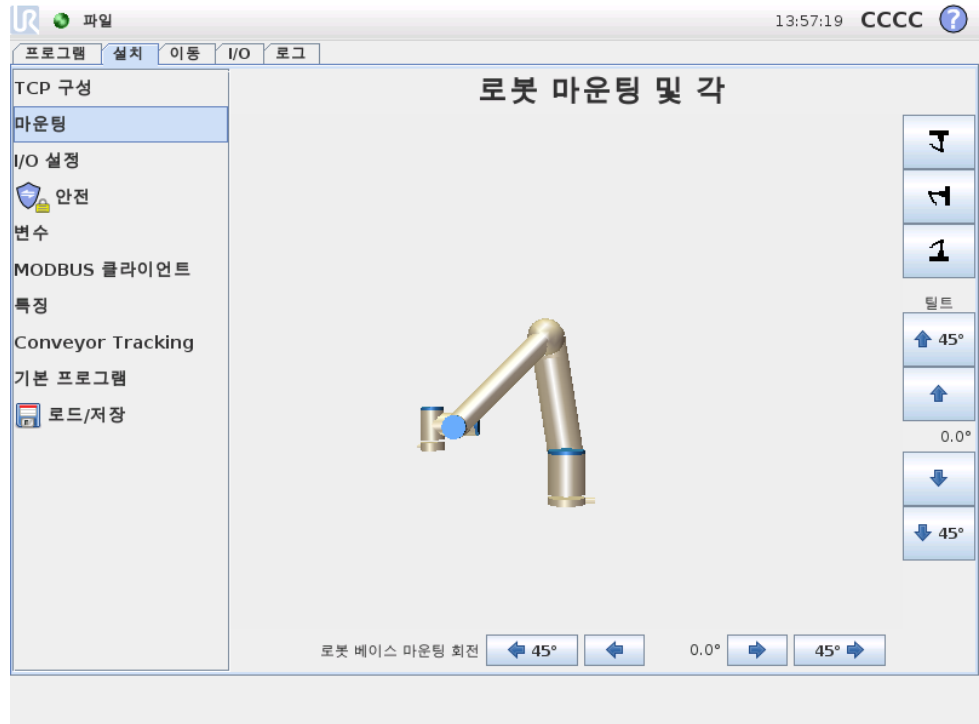 UR 파일 13:57:19 CCCC ?
프로그램 설치 이동 I/O 로그
TCP 구성
마운팅
I/O 설정
안전
변수
MODBUS 클라이언트
특징
Conveyor Tracking
기본 프로그램
로드/저장
로봇 마운팅 및 각
틸트
45°
0.0°
45°
로봇 베이스 마운팅 회전 45° 0.0° 45°